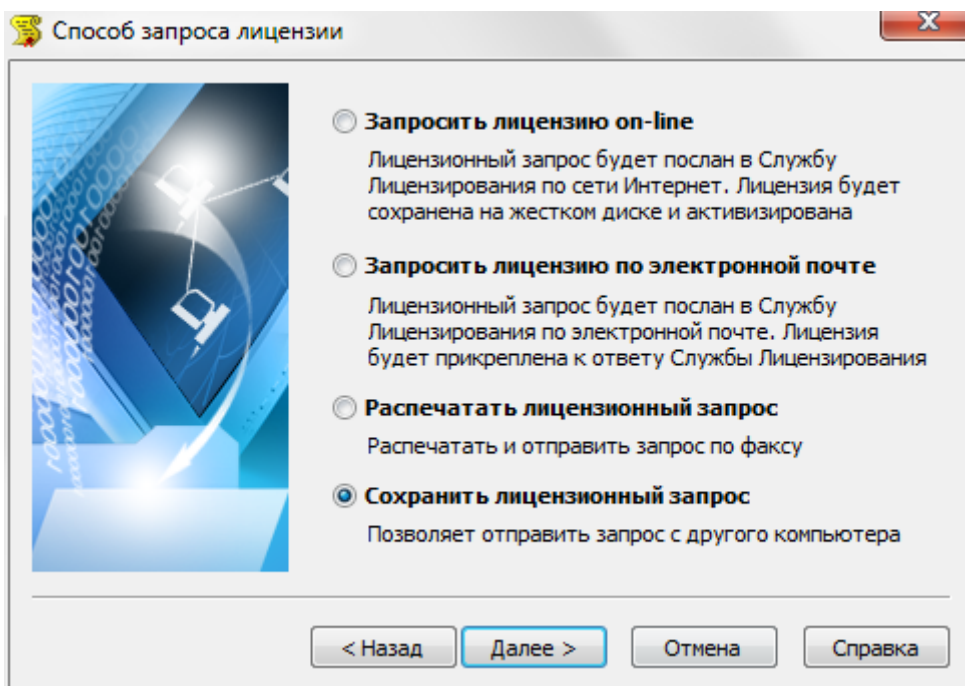 Способ запроса лицензии
Запросить лицензию on-line
Лицензионный запрос будет послан в Службу
Лицензирования по сети Интернет. Лицензия будет
сохранена на жестком диске и активизирована
Запросить лицензию по электронной почте
Лицензионный запрос будет послан в Службу
Лицензирования по электронной почте. Лицензия
будет прикреплена к ответу Службы Лицензирования
Распечатать лицензионный запрос
Распечатать и отправить запрос по факсу
Сохранить лицензионный запрос
Позволяет отправить запрос с другого компьютера
< Назад
Далее >
Отмена
Справка